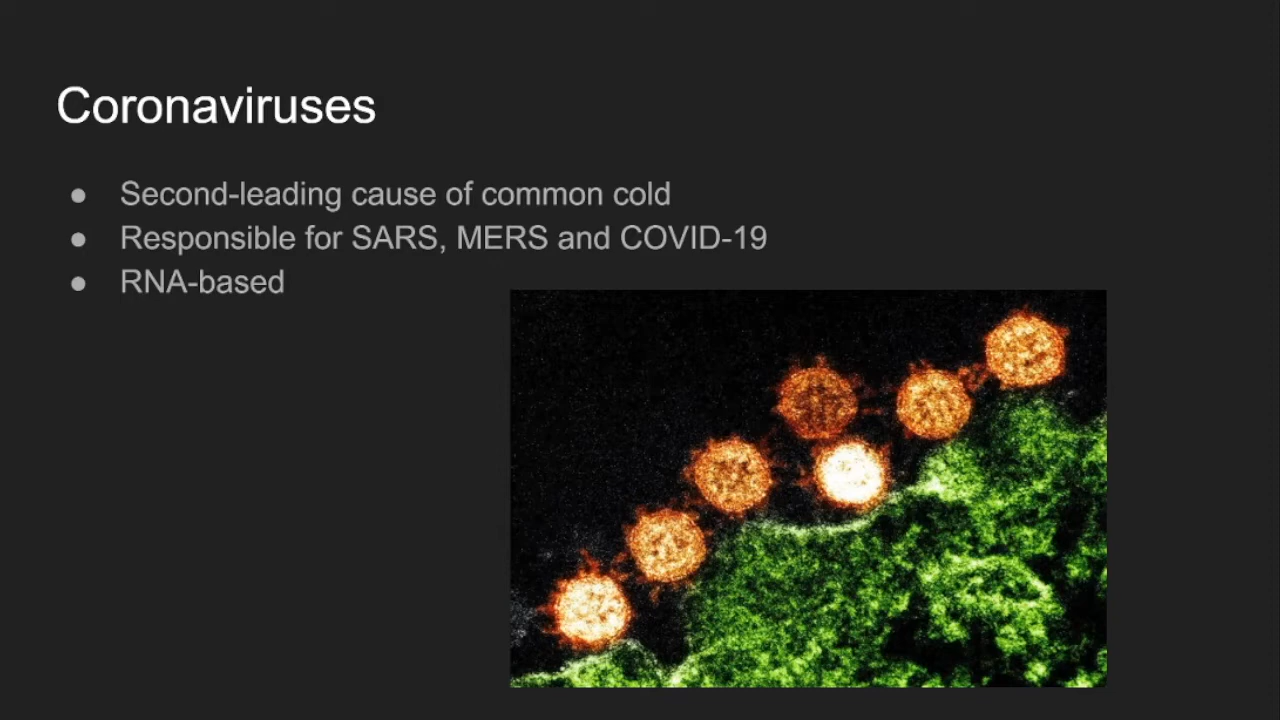 Coronaviruses
● Second-leading cause of common cold
● Responsible for SARS, MERS and COVID-19
● RNA-based